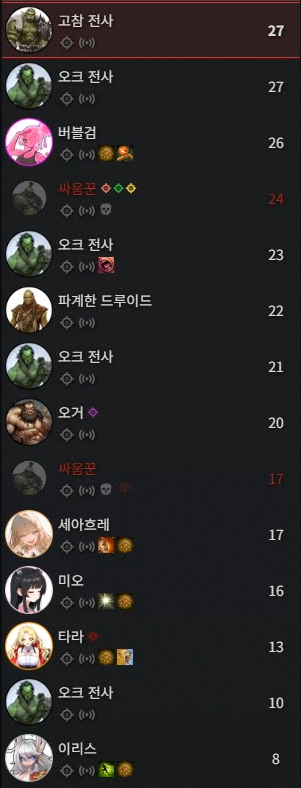 고참 전사 27
오크 전사 27
버블검 26
싸움꾼 24
오크 전사 23
파계한 드루이드 22
오크 전사 21
오거 20
싸움꾼 17
세아흐레 17
미오 16
타라 13
오크 전사 10
이리스 8